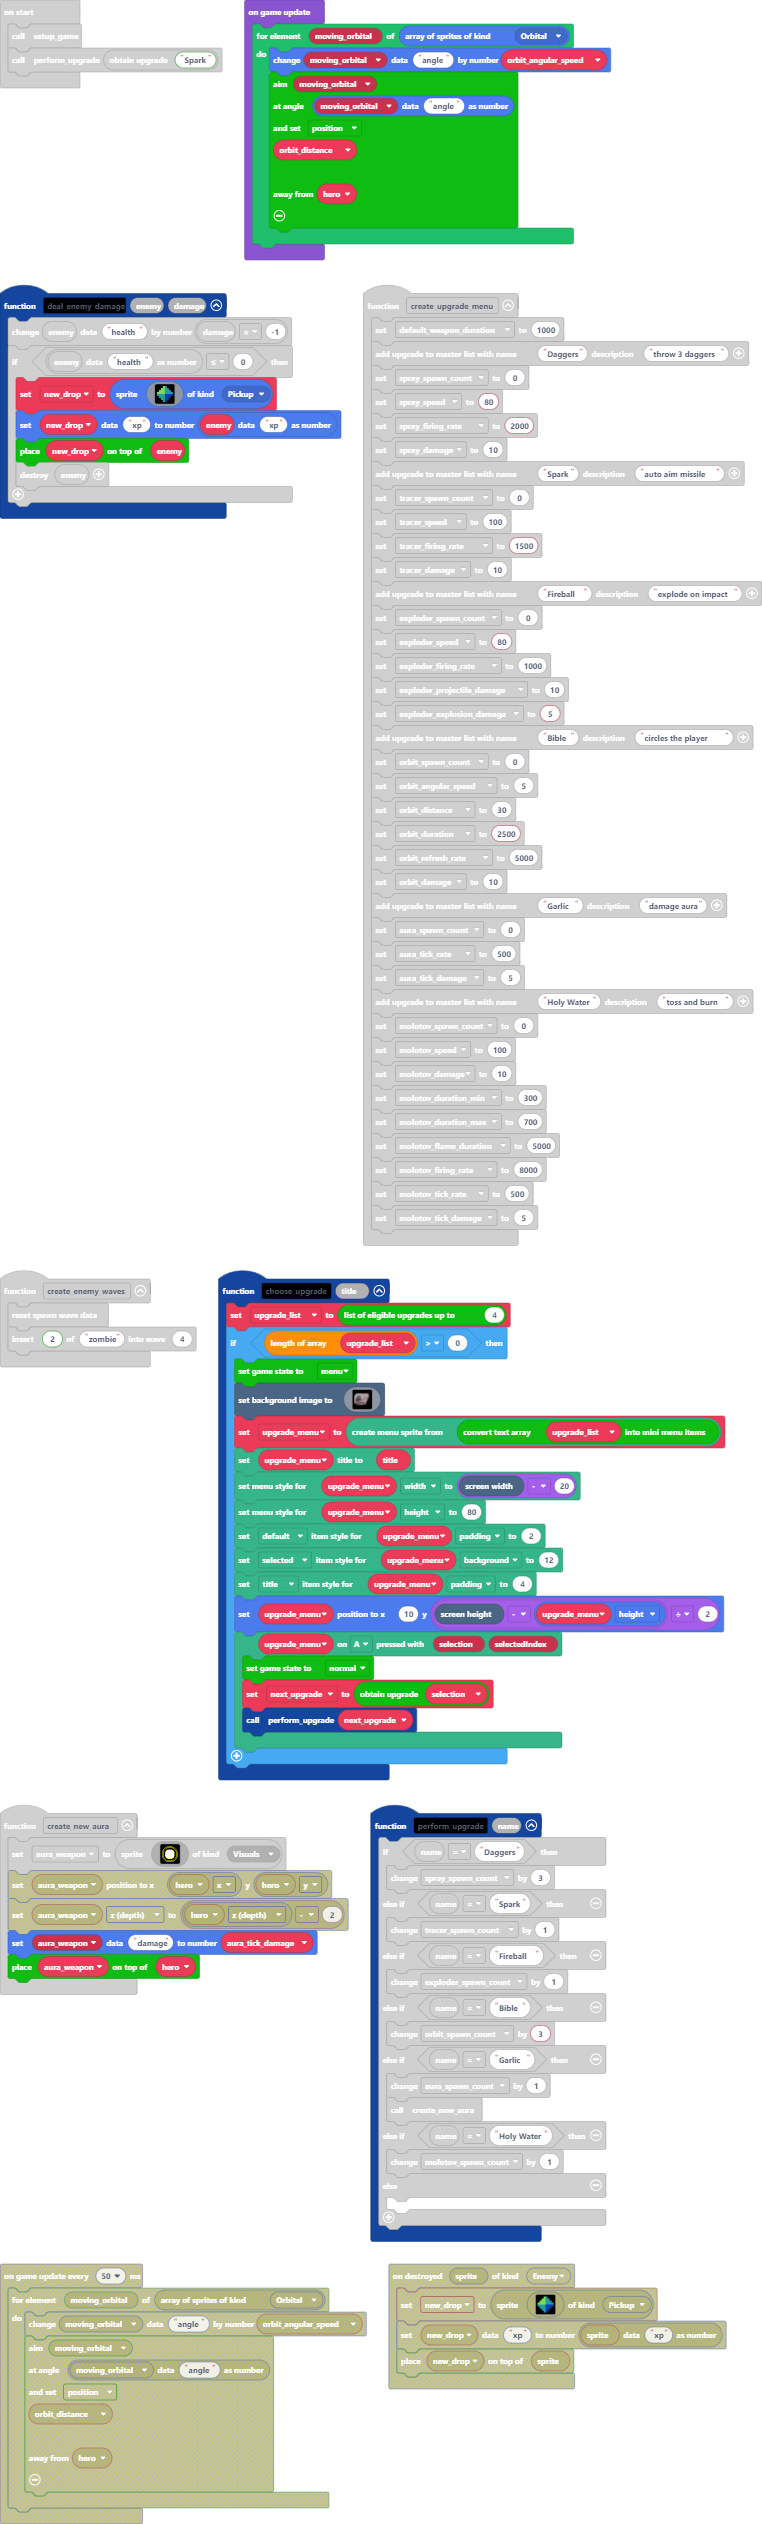 on start
call setup_game
call perform_upgrade obtain upgrade "Spark"
on game update
for element moving_orbital of array of sprites of kind Orbital
do
change moving_orbital data "angle" by number orbit_angular_speed
aim moving_orbital
at angle moving_orbital data "angle" as number
and set position
orbit_distance
away from hero
function deal enemy damage enemy damage
change enemy data "health" by number damage × -1
if enemy data "health" as number ≤ 0 then
set new_drop to sprite of kind Pickup
set new_drop data "xp" to number enemy data "xp" as number
place new_drop on top of enemy
destroy enemy
function create_upgrade_menu
set default_weapon_duration to 1000
add upgrade to master list with name "Daggers" description "throw 3 daggers"
set spray_spawn_count to 0
set spray_speed to 80
set spray_firing_rate to 2000
set spray_damage to 10
add upgrade to master list with name "Spark" description "auto aim missile"
set tracer_spawn_count to 0
set tracer_speed to 100
set tracer_firing_rate to 1500
set tracer_damage to 10
add upgrade to master list with name "Fireball" description "explode on impact"
set exploder_spawn_count to 0
set exploder_speed to 80
set exploder_firing_rate to 1000
set exploder_projectile_damage to 10
set exploder_explosion_damage to 5
add upgrade to master list with name "Bible" description "circles the player"
set orbit_spawn_count to 0
set orbit_angular_speed to 5
set orbit_distance to 30
set orbit_duration to 2500
set orbit_refresh_rate to 5000
set orbit_damage to 10
add upgrade to master list with name "Garlic" description "damage aura"
set aura_spawn_count to 0
set aura_tick_rate to 500
set aura_tick_damage to 5
add upgrade to master list with name "Holy Water" description "toss and burn"
set molotov_spawn_count to 0
set molotov_speed to 100
set molotov_damage to 10
set molotov_duration_min to 300
set molotov_duration_max to 700
set molotov_flame_duration to 5000
set molotov_firing_rate to 8000
set molotov_tick_rate to 500
set molotov_tick_damage to 5
function create_enemy_waves
reset spawn wave data
insert 2 of "zombie" into wave 4
function choose upgrade title
set upgrade_list to list of eligible upgrades up to 4
if length of array upgrade_list > 0 then
set game state to menu
set background image to
set upgrade_menu to create menu sprite from convert text array upgrade_list into mini menu items
set upgrade_menu title to title
set menu style for upgrade_menu width to screen width - 20
set menu style for upgrade_menu height to 80
set default item style for upgrade_menu padding to 2
set selected item style for upgrade_menu background to 12
set title item style for upgrade_menu padding to 4
set upgrade_menu position to x 10 y screen height - upgrade_menu height ÷ 2
upgrade_menu on A pressed with selection selectedIndex
set game state to normal
set next_upgrade to obtain upgrade selection
call perform_upgrade next_upgrade
function create_new_aura
set aura_weapon to sprite of kind Visuals
set aura_weapon position to x hero x y hero y
set aura_weapon z (depth) to hero z (depth) - 2
set aura_weapon data "damage" to number aura_tick_damage
place aura_weapon on top of hero
function perform upgrade name
if name = "Daggers" then
change spray_spawn_count by 3
else if name = "Spark" then
change tracer_spawn_count by 1
else if name = "Fireball" then
change exploder_spawn_count by 1
else if name = "Bible" then
change orbit_spawn_count by 3
else if name = "Garlic" then
change aura_spawn_count by 1
call create_new_aura
else if name = "Holy Water" then
change molotov_spawn_count by 1
else
on game update every 50 ms
for element moving_orbital of array of sprites of kind Orbital
do
change moving_orbital data "angle" by number orbit_angular_speed
aim moving_orbital
at angle moving_orbital data "angle" as number
and set position
orbit_distance
away from hero
on destroyed sprite of kind Enemy
set new_drop to sprite of kind Pickup
set new_drop data "xp" to number sprite data "xp" as number
place new_drop on top of sprite